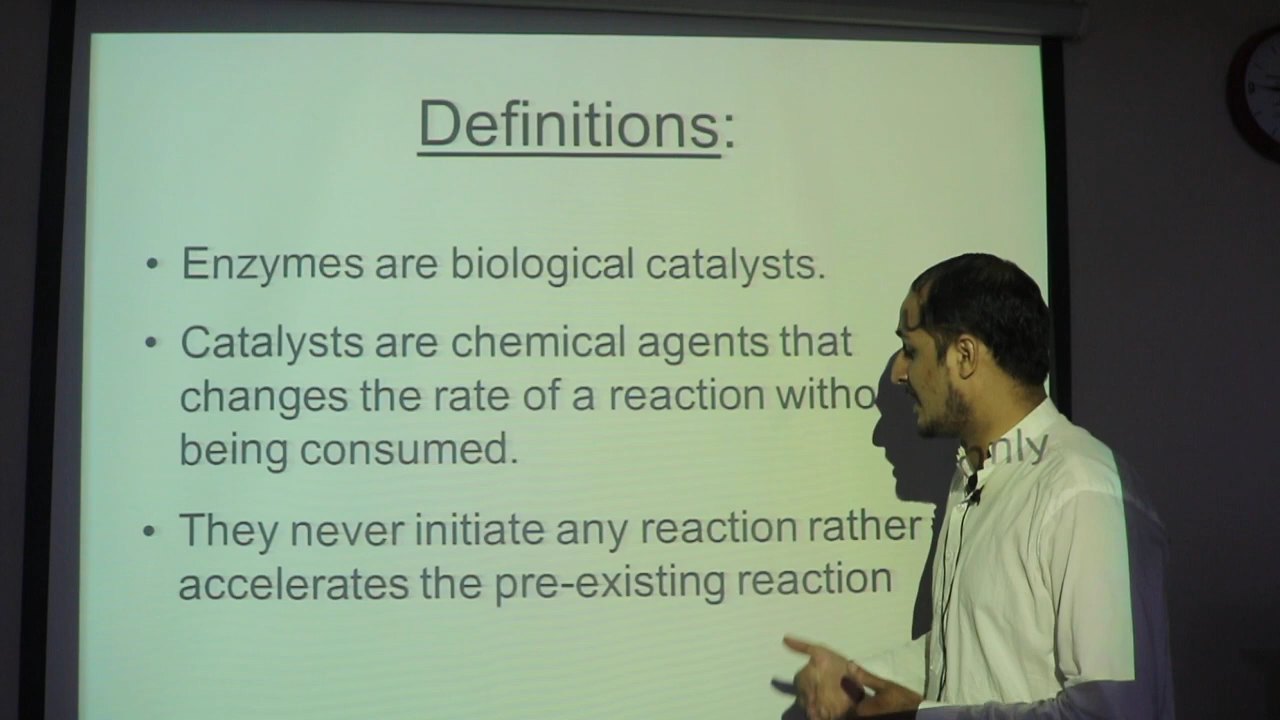 Definitions:
• Enzymes are biological catalysts.
• Catalysts are chemical agents that
changes the rate of a reaction witho
being consumed.
• They never initiate any reaction rather only
accelerates the pre-existing reaction